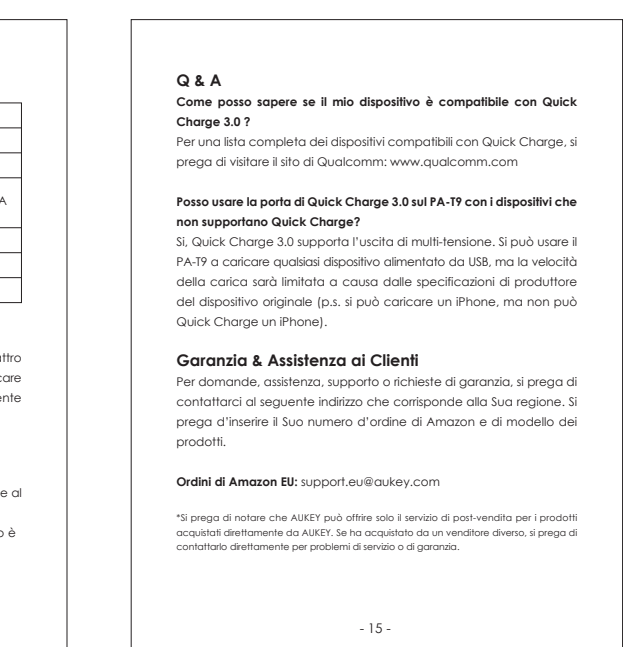 A
ttro
care
ente
e al
o è
Q & A
Come posso sapere se il mio dispositivo è compatibile con Quick
Charge 3.0 ?
Per una lista completa dei dispositivi compatibili con Quick Charge, si
prega di visitare il sito di Qualcomm: www.qualcomm.com
Posso usare la porta di Quick Charge 3.0 sul PA-T9 con i dispositivi che
non supportano Quick Charge?
Si, Quick Charge 3.0 supporta l'uscita di multi-tensione. Si può usare il
PA-T9 a caricare qualsiasi dispositivo alimentato da USB, ma la velocità
della carica sarà limitata a causa dalle specificazioni di produttore
del dispositivo originale (p.s. si può caricare un iPhone, ma non può
Quick Charge un iPhone).
Garanzia & Assistenza ai Clienti
Per domande, assistenza, supporto o richieste di garanzia, si prega di
contattarci al seguente indirizzo che corrisponde alla Sua regione. Si
prega d'inserire il Suo numero d'ordine di Amazon e di modello dei
prodotti.
Ordini di Amazon EU: support.eu@aukey.com
*Si prega di notare che AUKEY può offrire solo il servizio di post-vendita per i prodotti
acquistati direttamente da AUKEY. Se ha acquistato da un venditore diverso, si prega di
contattarlo direttamente per problemi di servizio o di garanzia.
- 15 -